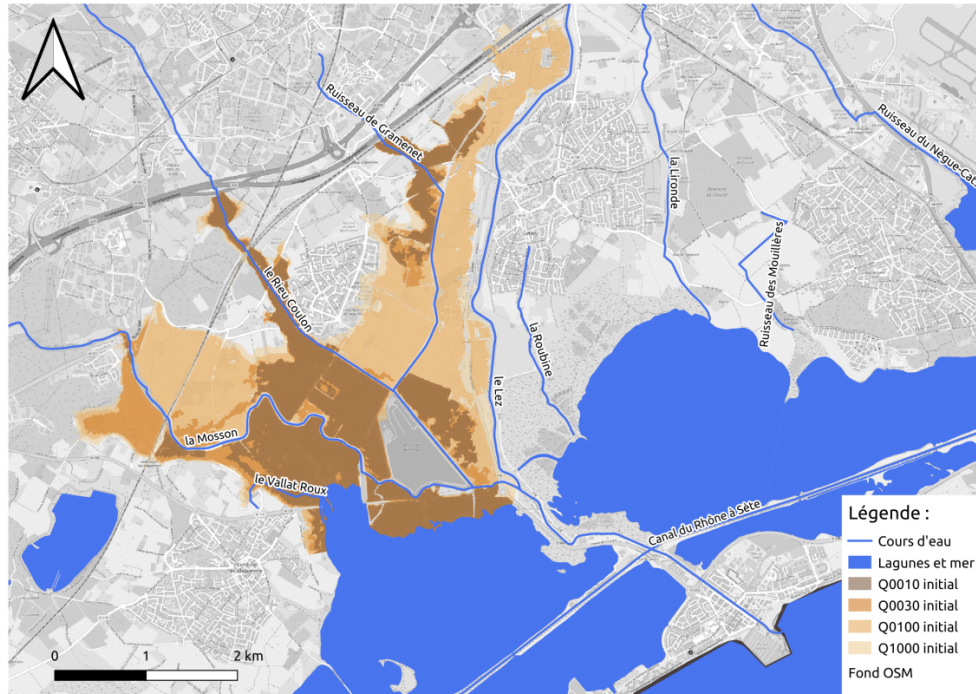 Ruisseau de Gramenet
Ruisseau du Nègue-Cat
la Lironde
Ruisseau des Mouillères
le Rieu Coulon
la Roubine
le Lez
la Mosson
le Vallat Roux
Canal du Rhône à Sète
Légende :
Cours d'eau
Lagunes et mer
Q0010 initial
Q0030 initial
Q0100 initial
Q1000 initial
Fond OSM
0 1 2 km